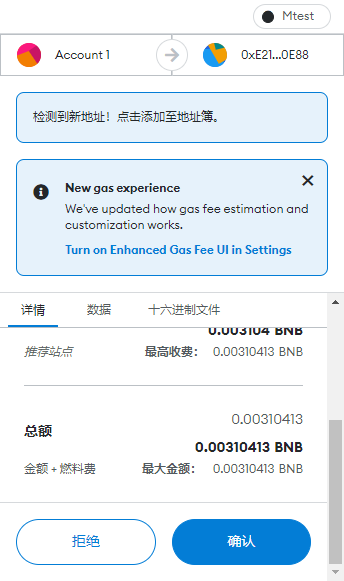 Mtest
Account 1
0xE21...0E88
检测到新地址！点击添加至地址簿。
New gas experience
We've updated how gas fee estimation and
customization works.
Turn on Enhanced Gas Fee UI in Settings
详情 数据 十六进制文件
0.003104 BNB
推荐站点 最高收费： 0.00310413 BNB
0.00310413
总额
0.00310413 BNB
金额 + 燃料费 最大金额： 0.00310413 BNB
拒绝 确认